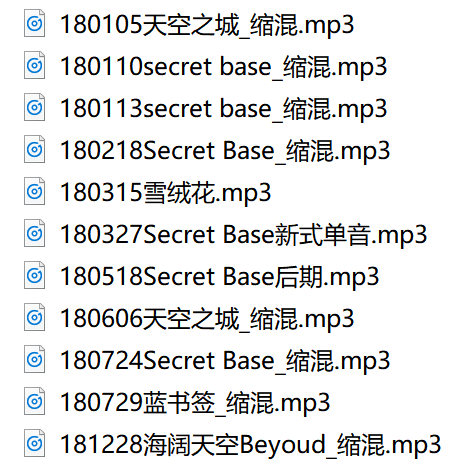 180105天空之城_缩混.mp3
180110secret base_缩混.mp3
180113secret base_缩混.mp3
180218Secret Base_缩混.mp3
180315雪绒花.mp3
180327Secret Base新式单音.mp3
180518Secret Base后期.mp3
180606天空之城_缩混.mp3
180724Secret Base_缩混.mp3
180729蓝书签_缩混.mp3
181228海阔天空Beyoud_缩混.mp3